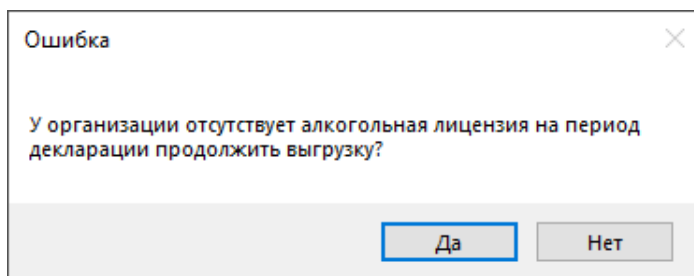 Ошибка
У организации отсутствует алкогольная лицензия на период
декларации продолжить выгрузку?
Да
Нет